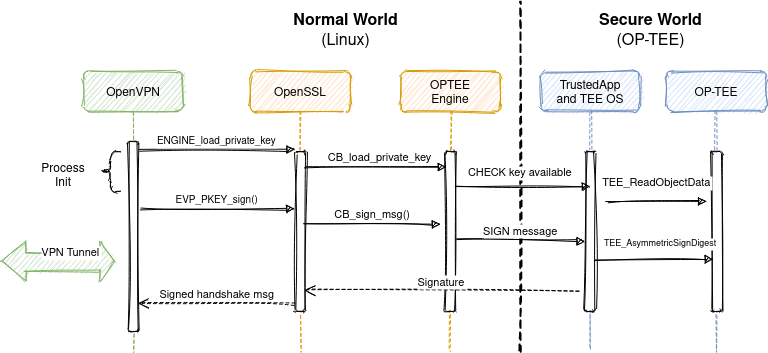 Normal World
(Linux)
Secure World
(OP-TEE)
OpenVPN
OpenSSL
OPTEE
Engine
TrustedApp
and TEE OS
OP-TEE
ENGINE_load_private_key
CB_load_private_key
Process
Init
CHECK key available
TEE_ReadObjectData
EVP_PKEY_sign()
CB_sign_msg()
SIGN message
TEE_AsymmetricSignDigest
VPN Tunnel
Signature
Signed handshake msg